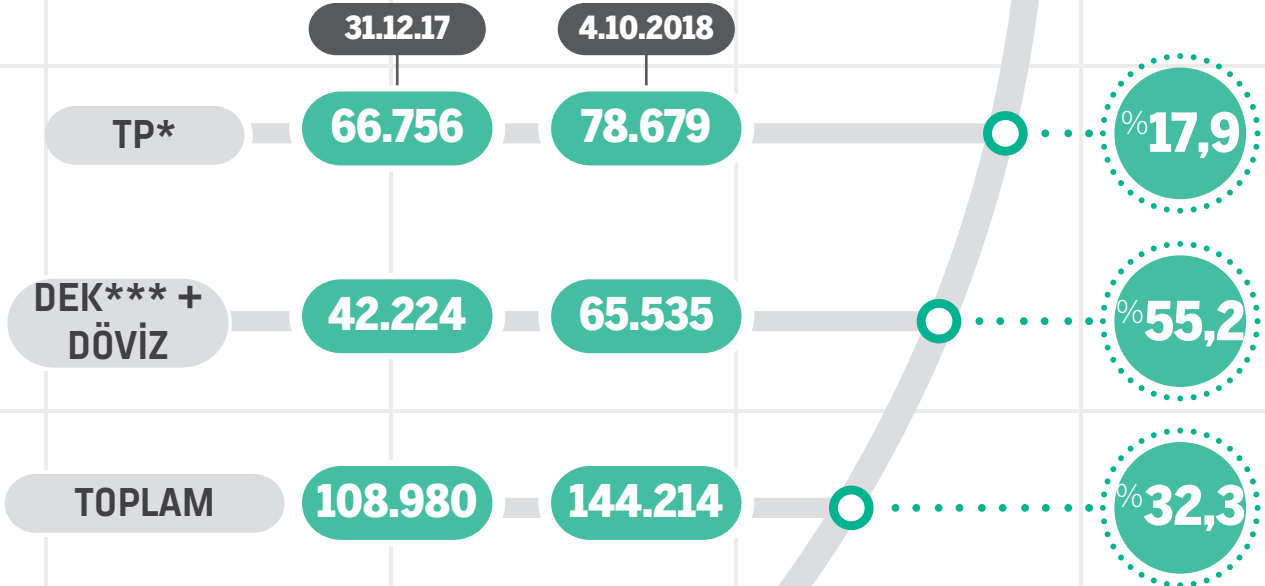 31.12.17 4.10.2018
TP* 66.756 78.679 %17,9
DEK*** +
DÖVİZ 42.224 65.535 %55,2
TOPLAM 108.980 144.214 %32,3